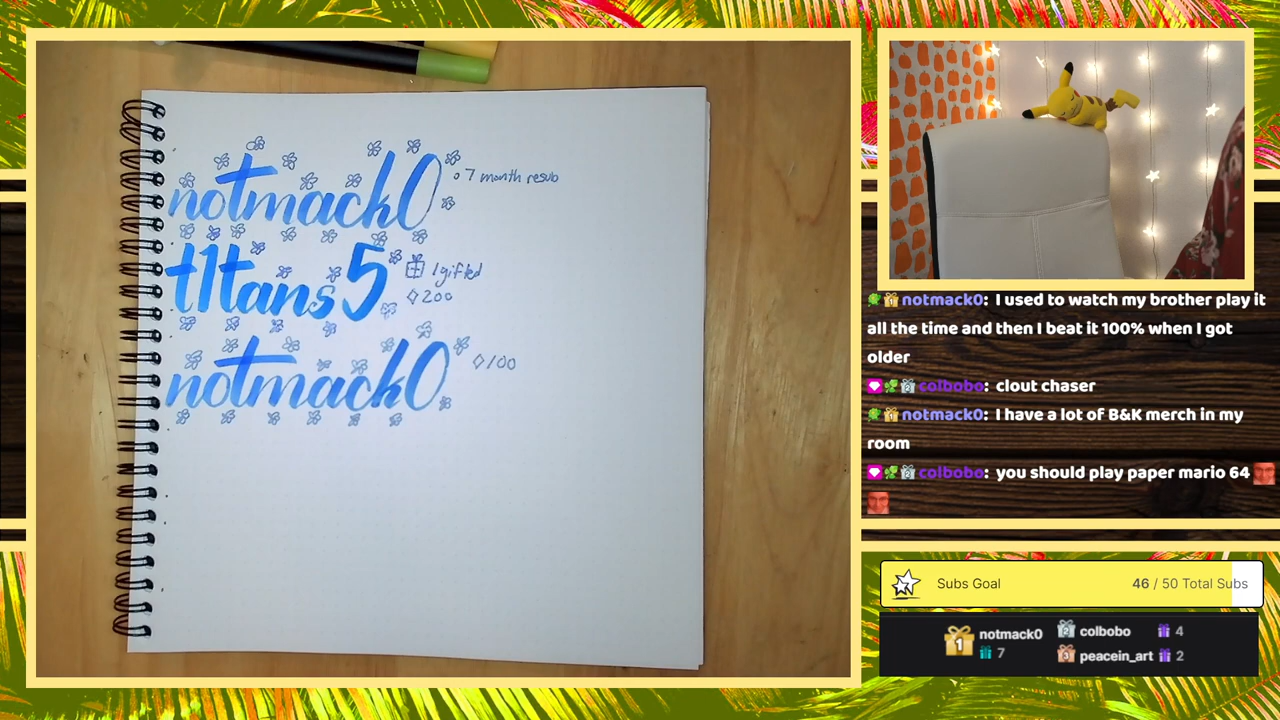 notmack0
7 month resub
t1tans5
1 gifted
200
notmack0
100
notmack0: I used to watch my brother play it
all the time and then I beat it 100% when I got
older
colbobo: clout chaser
notmack0: I have a lot of B&K merch in my
room
colbobo: you should play paper mario 64
Subs Goal
46 / 50 Total Subs
1
notmack0
7
2
colbobo
4
3
peacein_art
2